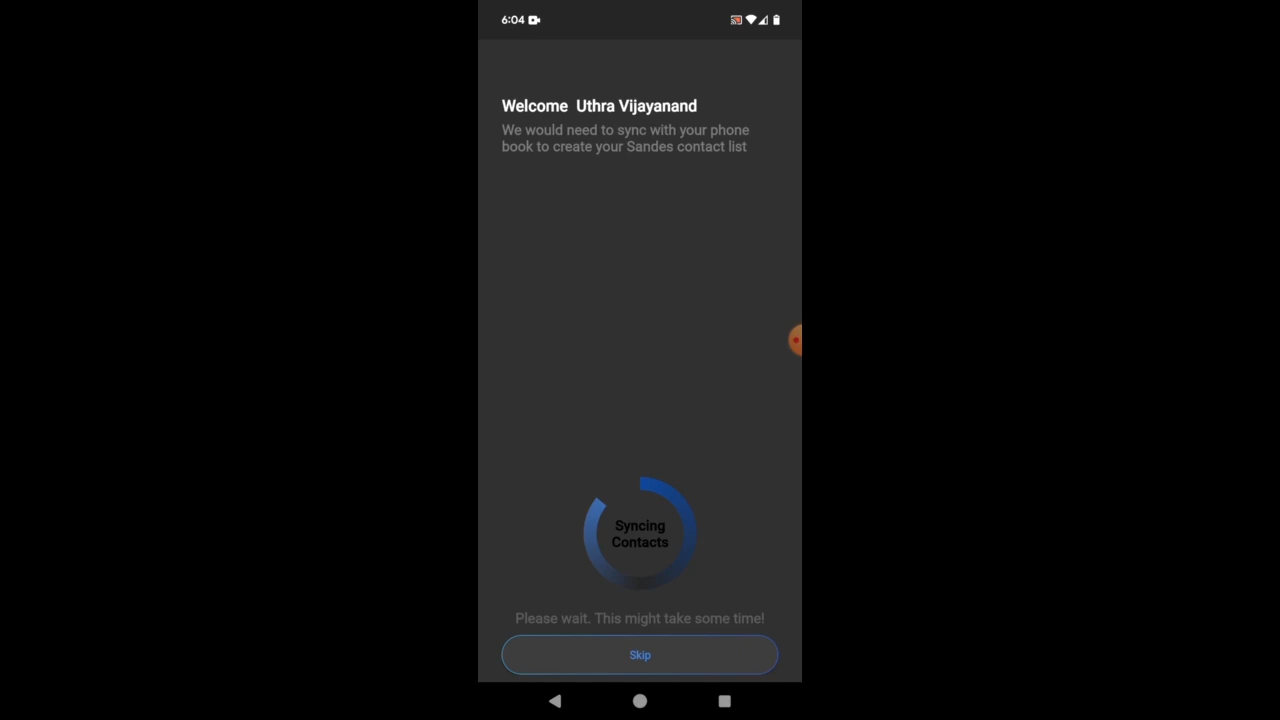 6:04
Welcome  Uthra Vijayanand
We would need to sync with your phone
book to create your Sandes contact list
Syncing
Contacts
Please wait. This might take some time!
Skip